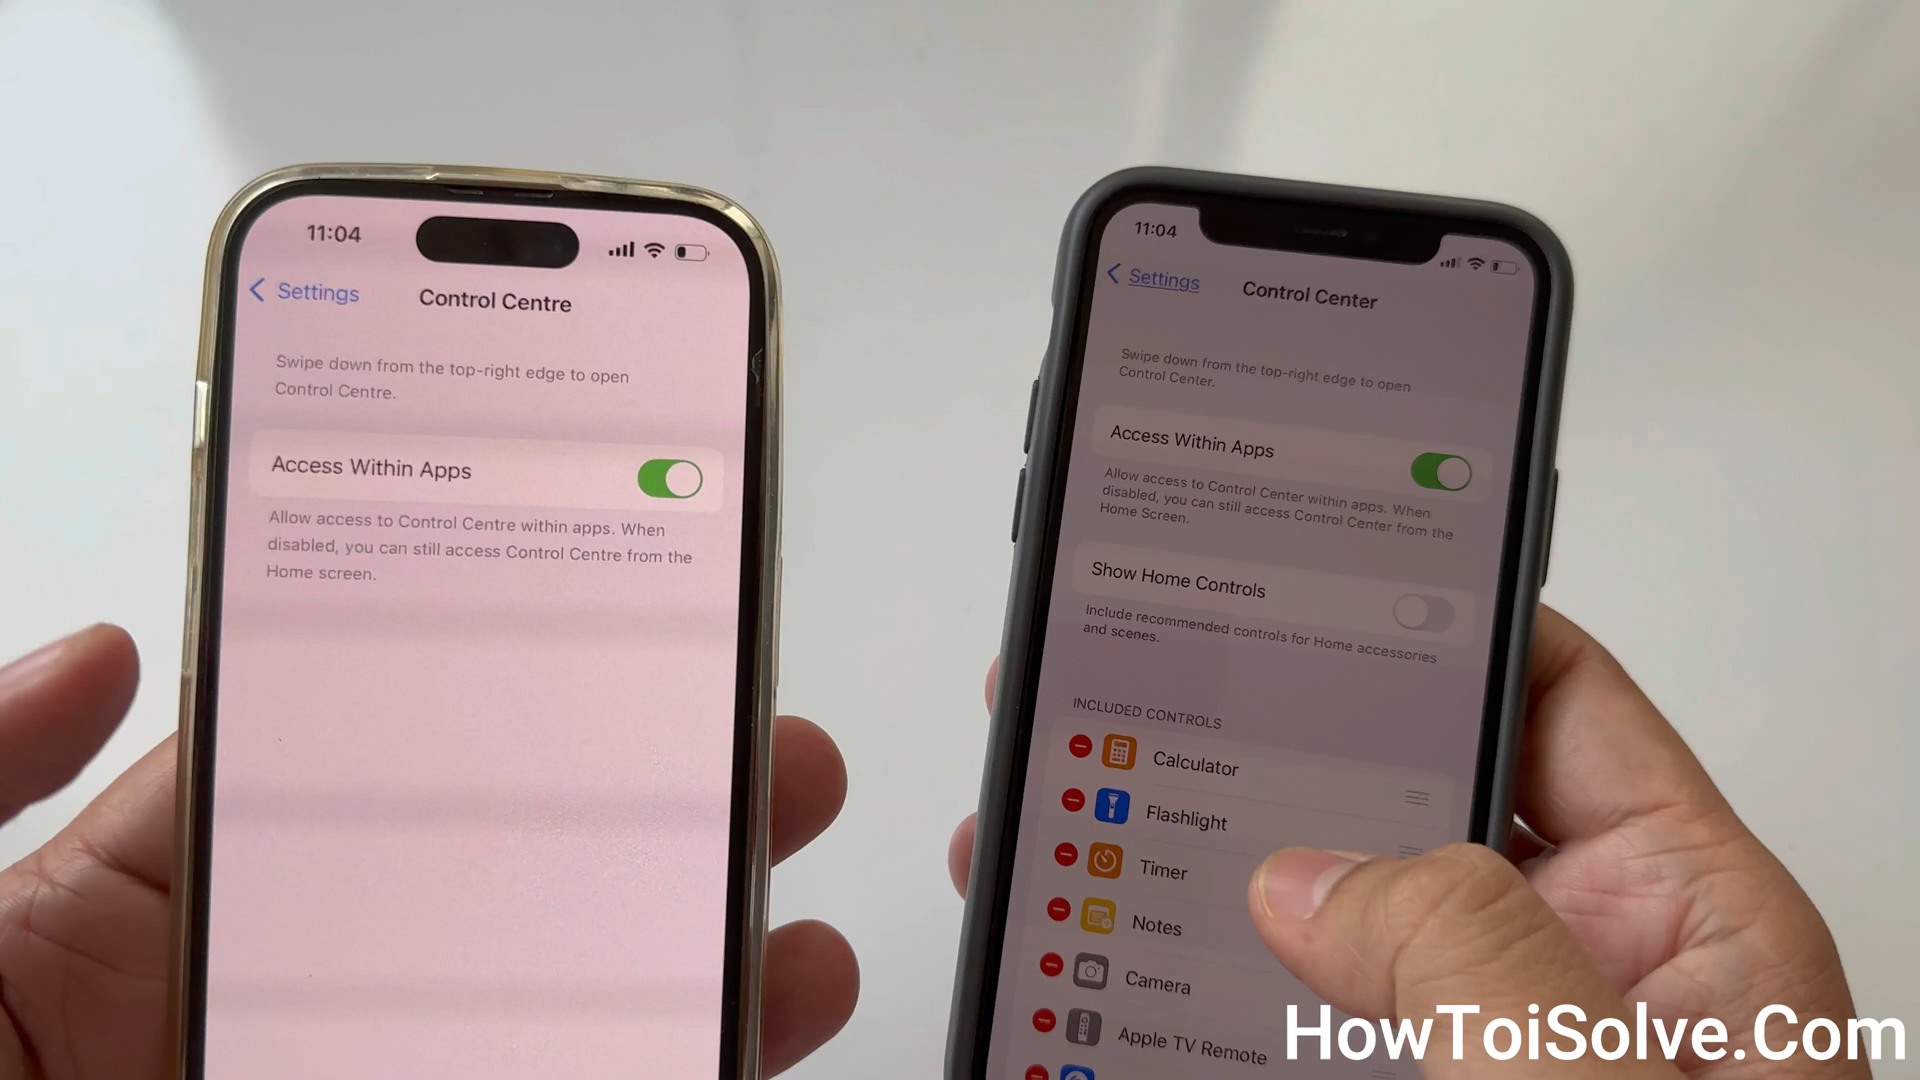 11:04
Settings
Control Centre
Swipe down from the top-right edge to open
Control Centre.
Access Within Apps
Allow access to Control Centre within apps. When
disabled, you can still access Control Centre from the
Home screen.
11:04
Settings
Control Center
Swipe down from the top-right edge to open
Control Center.
Access Within Apps
Allow access to Control Center within apps. When
disabled, you can still access Control Center from the
Home Screen.
Show Home Controls
Include recommended controls for Home accessories
and scenes.
INCLUDED CONTROLS
Calculator
Flashlight
Timer
Notes
Camera
Apple TV Remote
HowToiSolve.Com